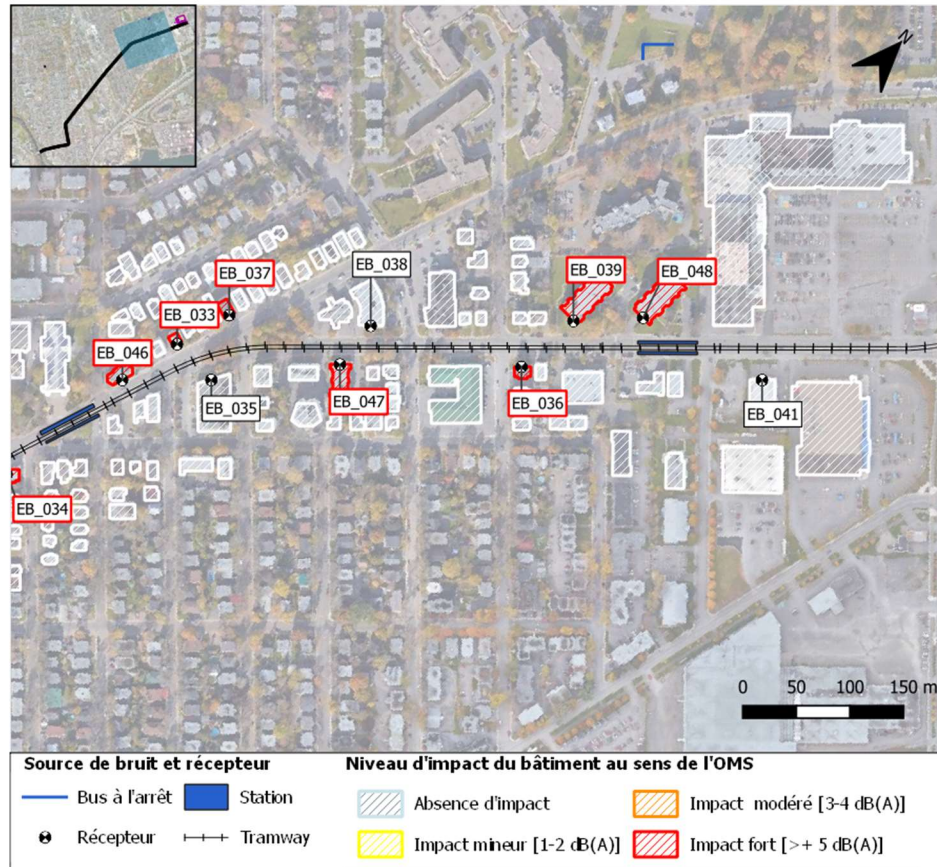 N
EB_037
EB_038
EB_039
EB_048
EB_033
EB_046
EB_035
EB_047
EB_036
EB_041
EB_034
0 50 100 150 m
Source de bruit et récepteur
Niveau d'impact du bâtiment au sens de l'OMS
Bus à l'arrêt Station
Absence d'impact
Impact modéré [3-4 dB(A)]
Récepteur Tramway
Impact mineur [1-2 dB(A)]
Impact fort [>+ 5 dB(A)]